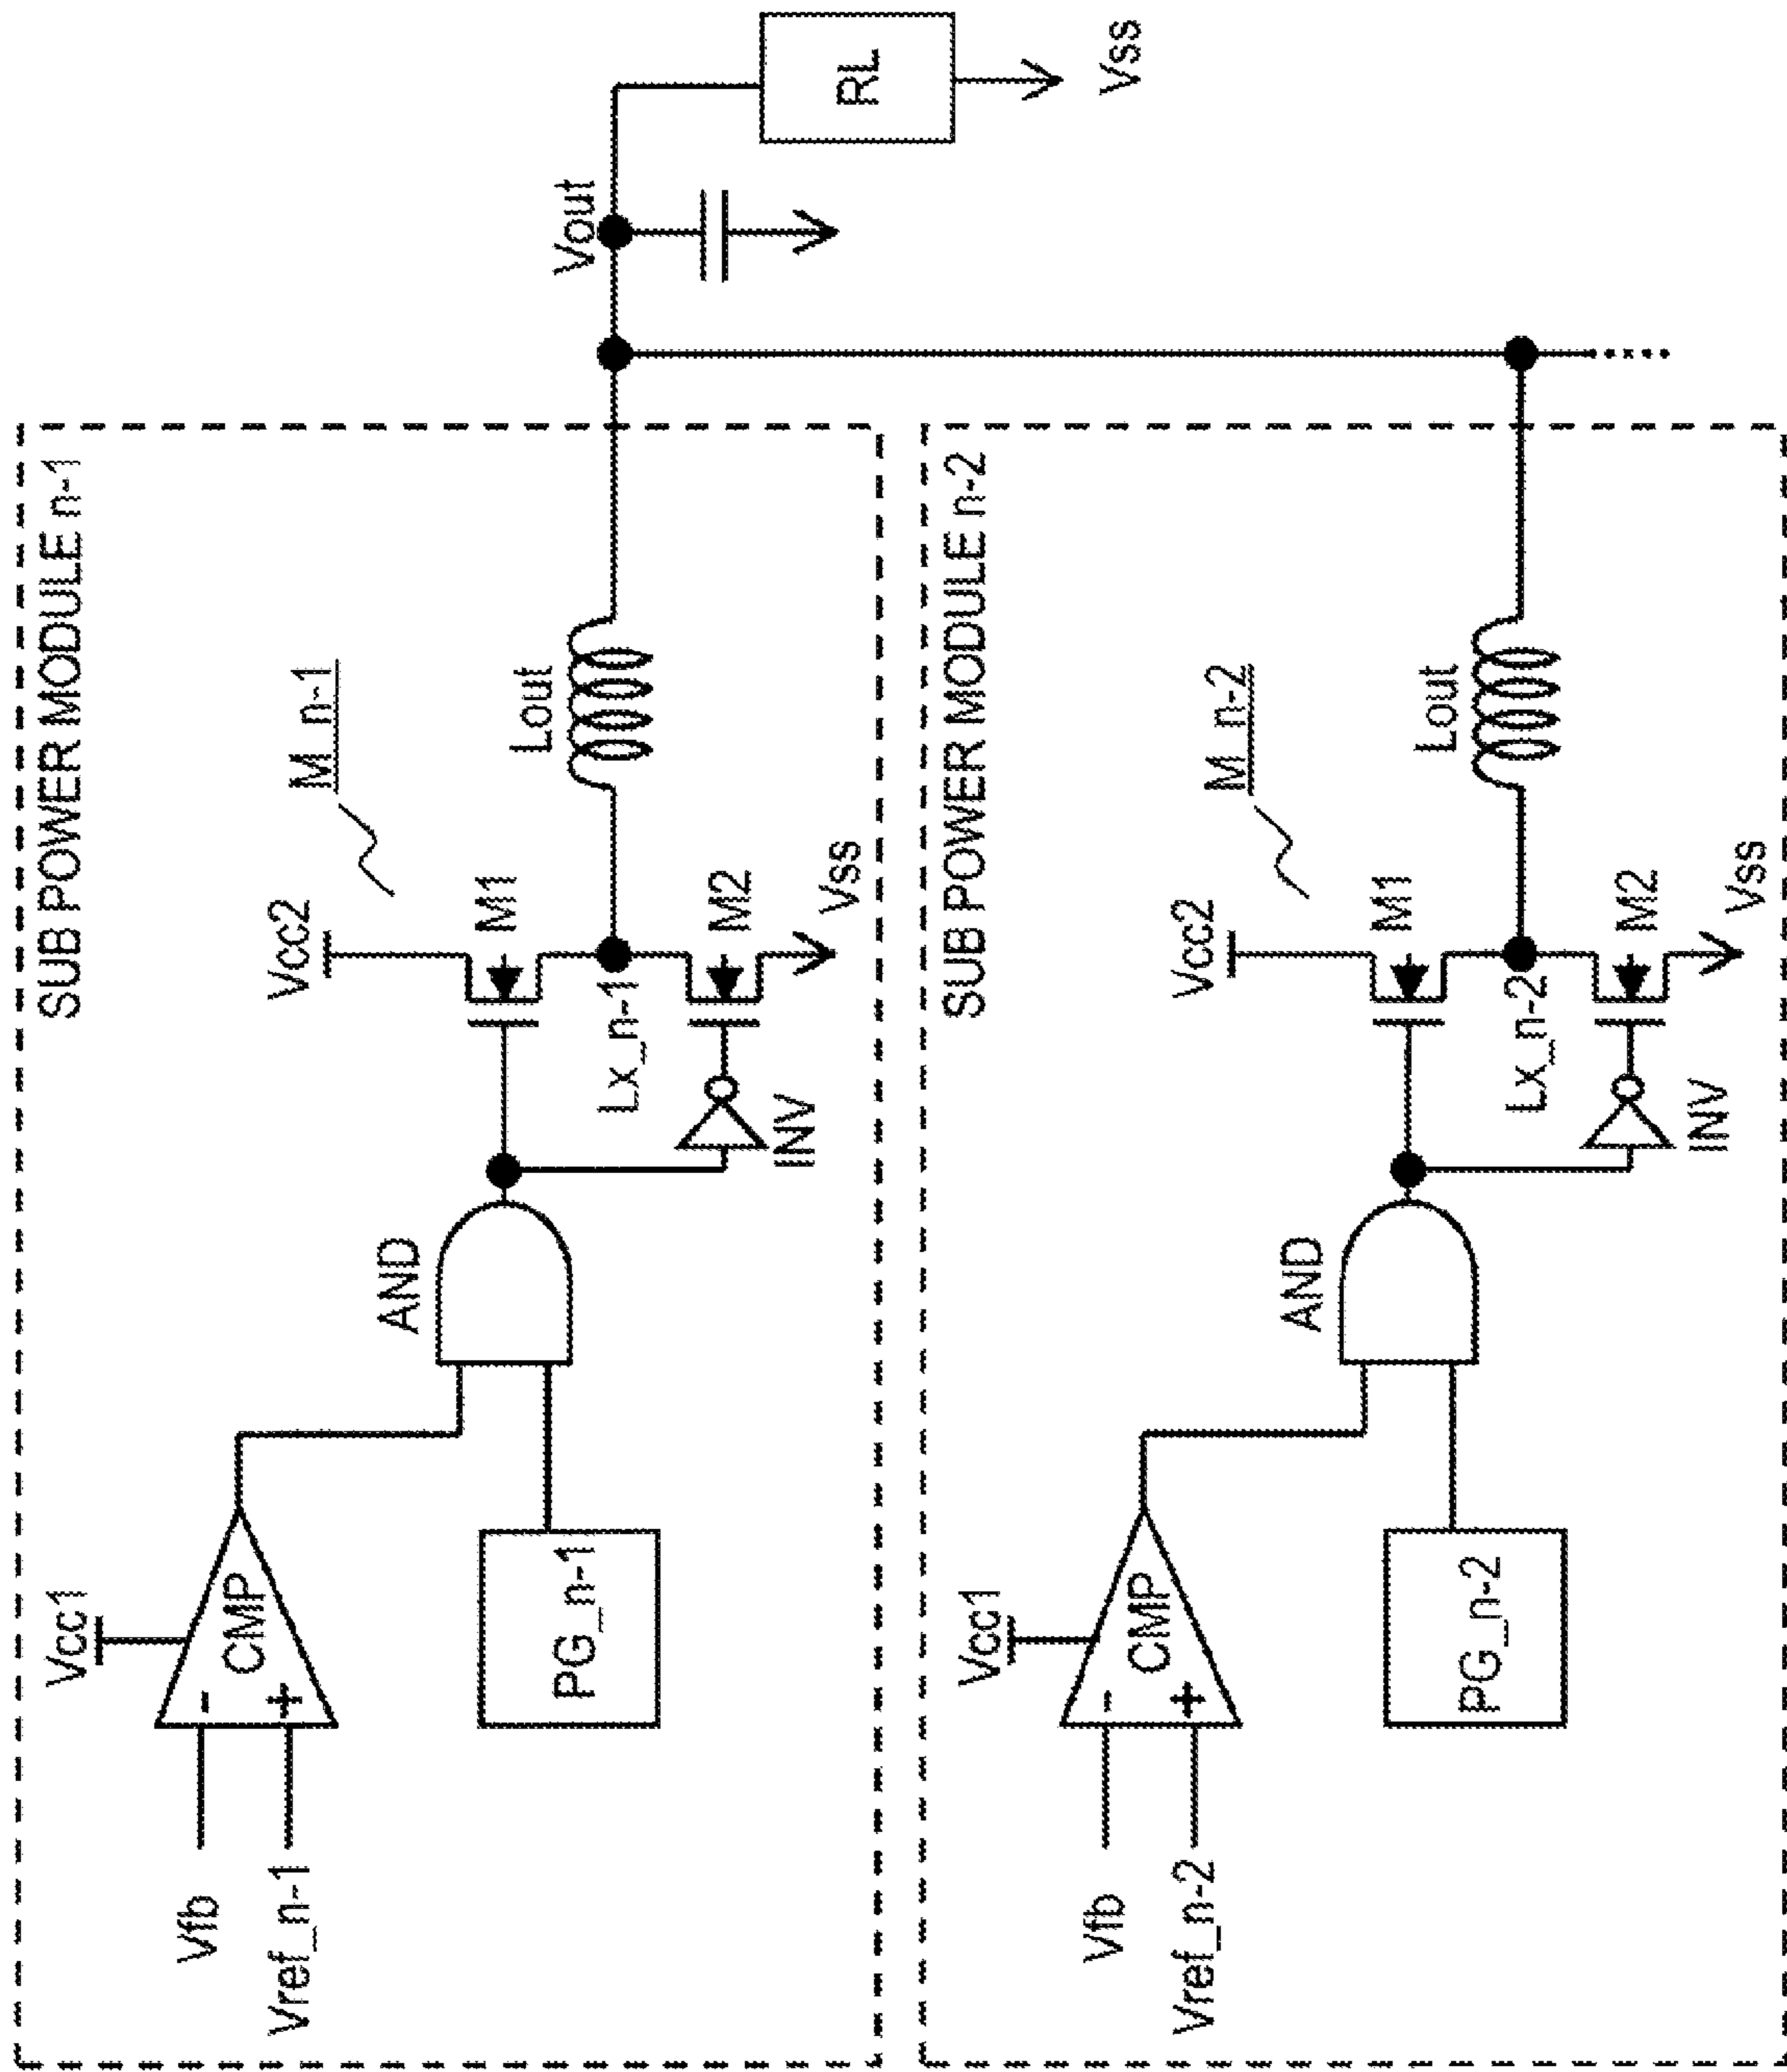 SUB POWER MODULE n-1
Vcc1
Vfb
Vref_n-1
-
+
CMP
PG_n-1
AND
INV
Vcc2
M_n-1
M1
Lx_n-1
M2
Vss
Lout
Vout
RL
Vss
SUB POWER MODULE n-2
Vcc1
Vfb
Vref_n-2
-
+
CMP
PG_n-2
AND
INV
Vcc2
M_n-2
M1
Lx_n-2
M2
Vss
Lout